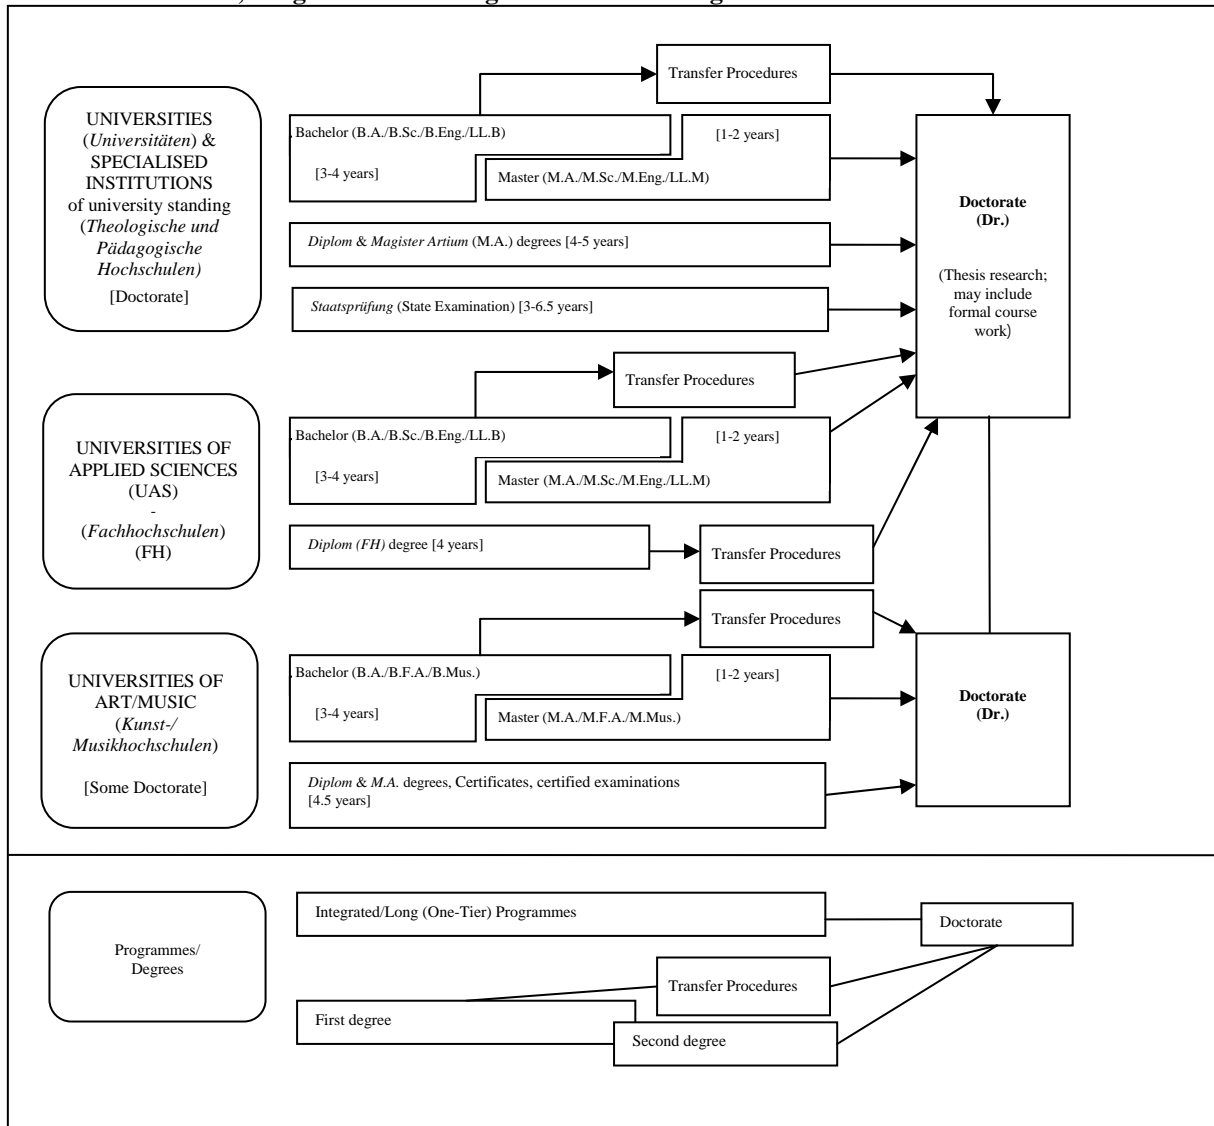 UNIVERSITIES
(Universitäten) &
SPECIALISED
INSTITUTIONS
of university standing
(Theologische und
Pädagogische
Hochschulen)
[Doctorate]
Transfer Procedures
Bachelor (B.A./B.Sc./B.Eng./LL.B)
[3-4 years]
[1-2 years]
Master (M.A./M.Sc./M.Eng./LL.M)
Diplom & Magister Artium (M.A.) degrees [4-5 years]
Staatsprüfung (State Examination) [3-6.5 years]
Doctorate
(Dr.)
(Thesis research;
may include
formal course
work)
UNIVERSITIES OF
APPLIED SCIENCES
(UAS)
-
(Fachhochschulen)
(FH)
Transfer Procedures
Bachelor (B.A./B.Sc./B.Eng./LL.B)
[3-4 years]
[1-2 years]
Master (M.A./M.Sc./M.Eng./LL.M)
Diplom (FH) degree [4 years]
Transfer Procedures
UNIVERSITIES OF
ART/MUSIC
(Kunst-/
Musikhochschulen)
[Some Doctorate]
Transfer Procedures
Bachelor (B.A./B.F.A./B.Mus.)
[3-4 years]
[1-2 years]
Master (M.A./M.F.A./M.Mus.)
Diplom & M.A. degrees, Certificates, certified examinations
[4.5 years]
Doctorate
(Dr.)
Programmes/
Degrees
Integrated/Long (One-Tier) Programmes
Doctorate
Transfer Procedures
First degree
Second degree